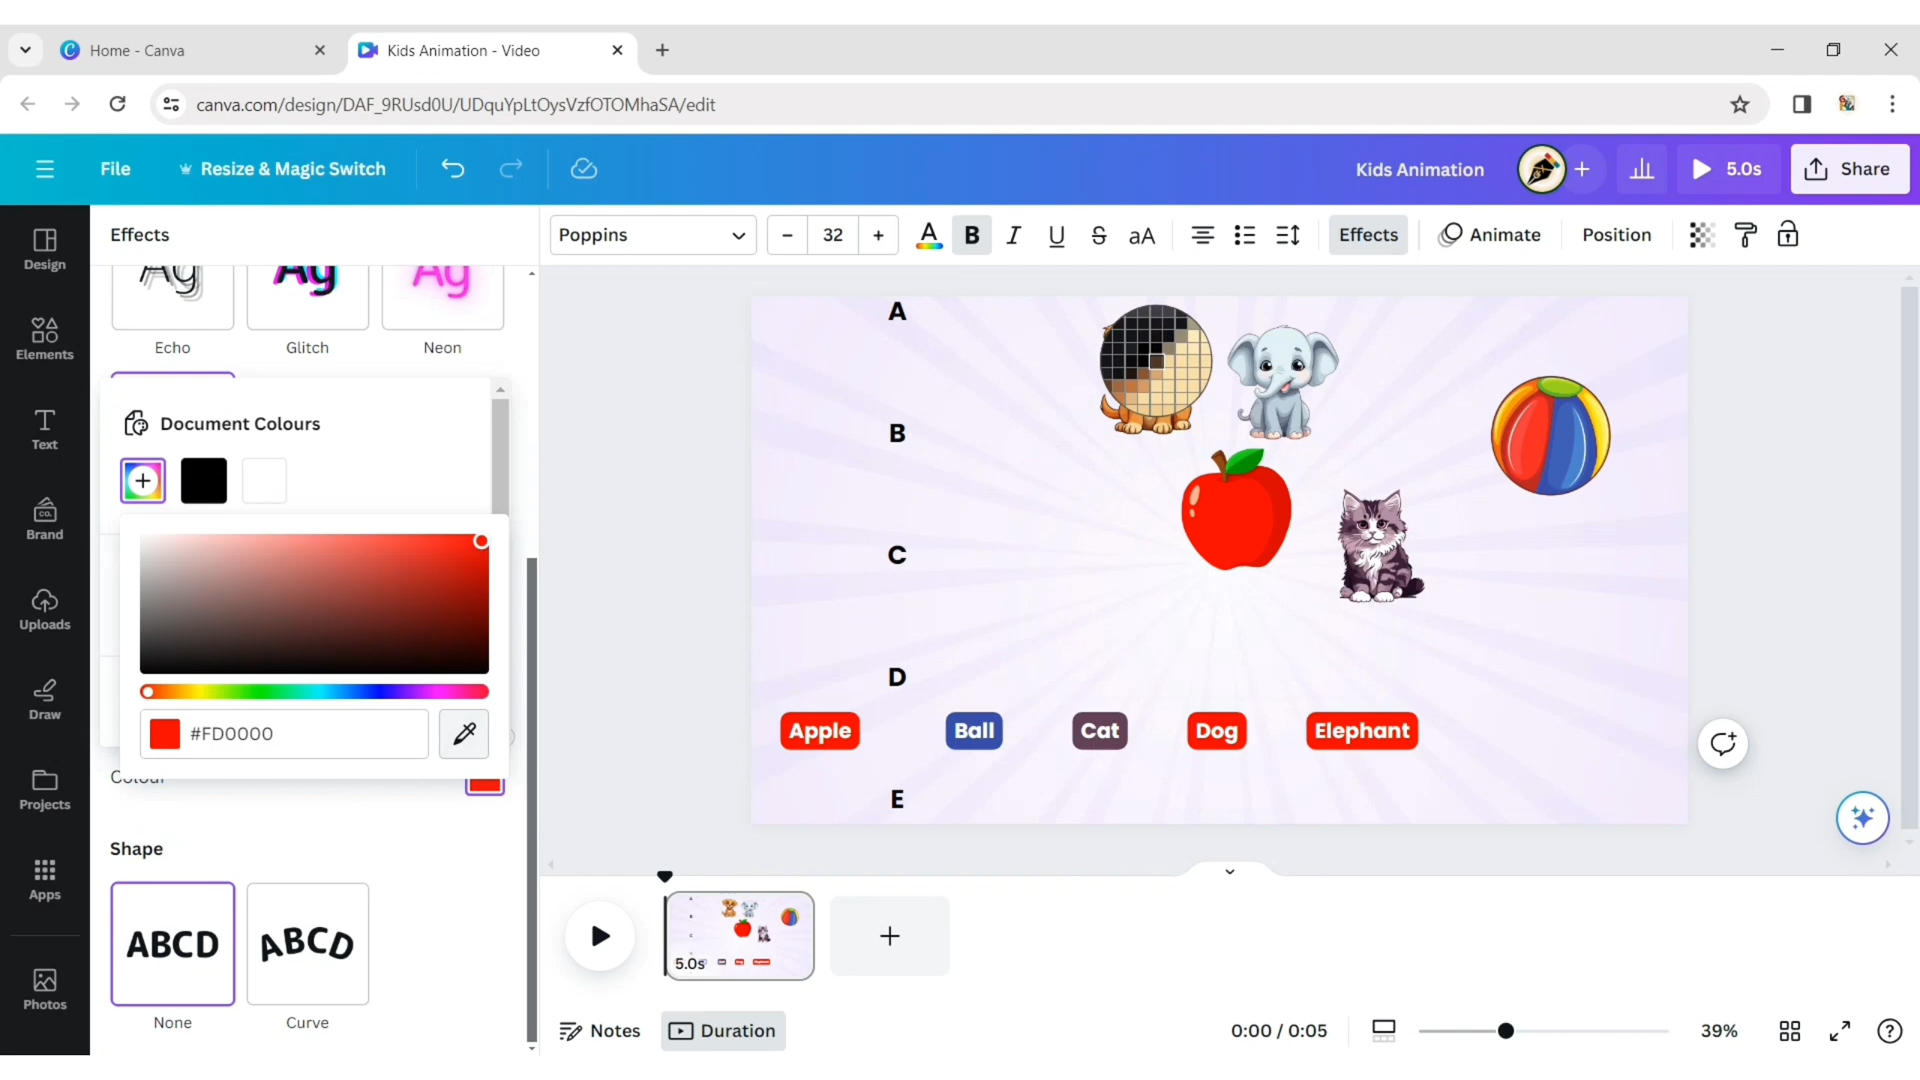 Home - Canva
Kids Animation - Video
canva.com/design/DAF_9RUsd0U/UDquYpLtOysVzfOTOMhaSA/edit
File
Resize & Magic Switch
Kids Animation
5.0s
Share
Design
Elements
Text
CO.
Brand
Uploads
Draw
Projects
Apps
Photos
Effects
Ag Ag Ag
Echo Glitch Neon
Document Colours
#FD0000
Colour
Shape
ABCD ABCD
None Curve
Poppins
- 32 +
A B I U S aA
Effects
Animate
Position
A
B
C
D
Apple Ball Cat Dog Elephant
E
5.0s
Notes
Duration
0:00 / 0:05
39%